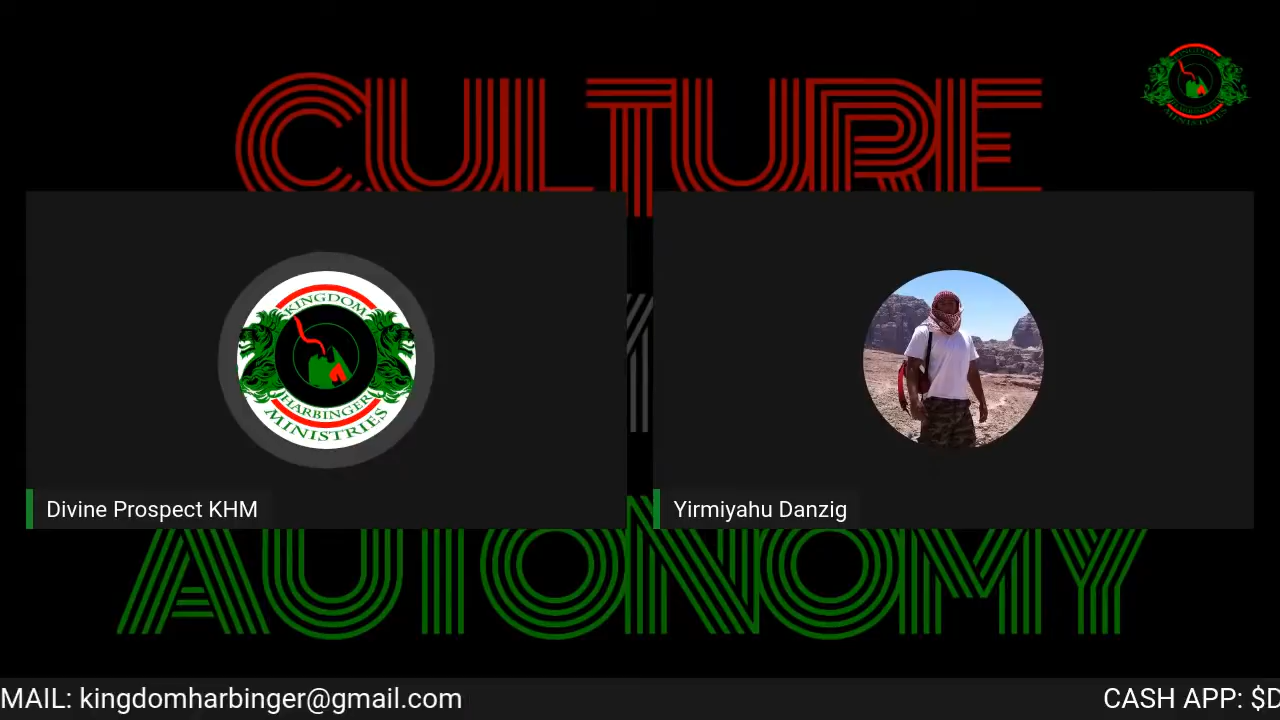 CULTURE
KINGDOM
HARBINGER
MINISTRIES
Divine Prospect KHM
Yirmiyahu Danzig
AUTONOMY
MAIL: kingdomharbinger@gmail.com
CASH APP: $D